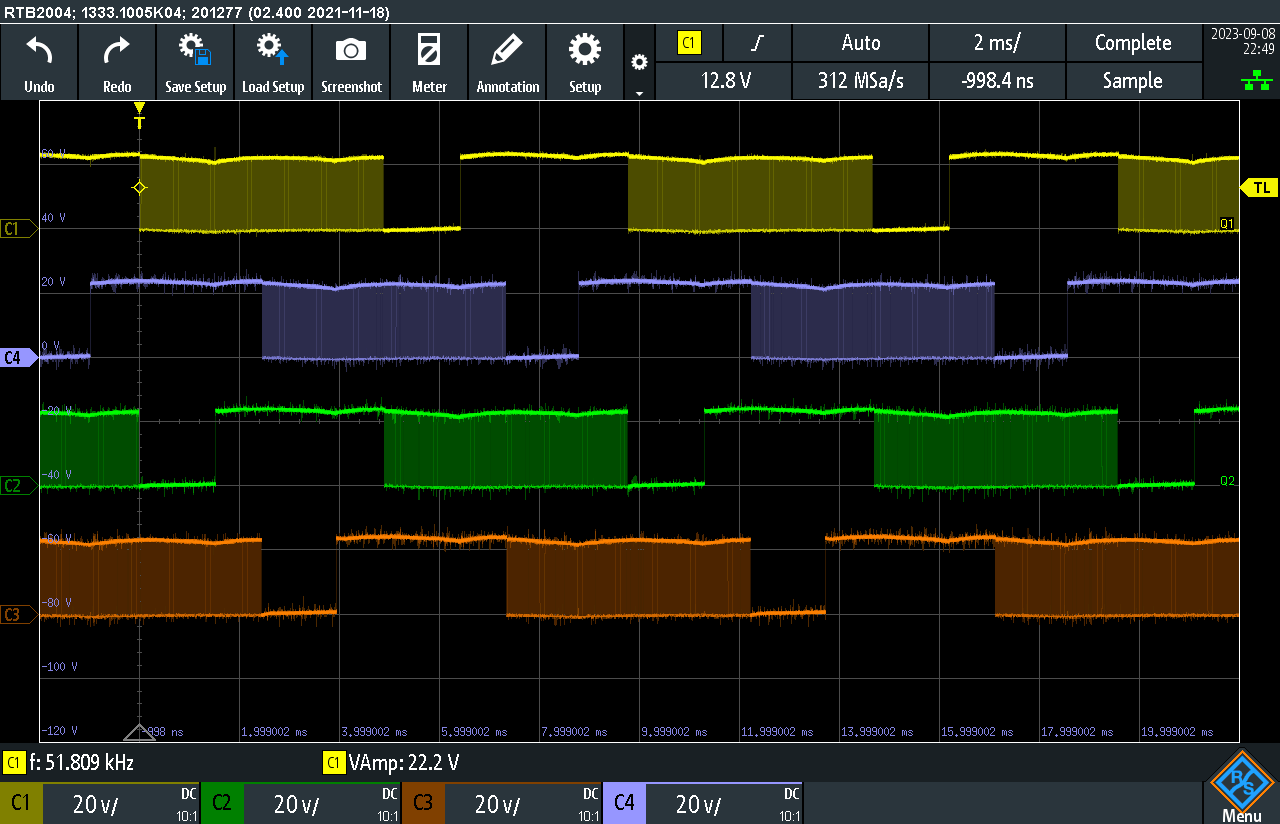 RTB2004; 1333.1005K04; 201277 (02.400 2021-11-18)
Undo
Redo
Save Setup
Load Setup
Screenshot
Meter
Annotation
Setup
C1
Auto
2 ms/
Complete
2023-09-08
22:49
12.8 V
312 MSa/s
-998.4 ns
Sample
T
60 V
TL
40 V
C1
Q1
20 V
0 V
C4
-20 V
-40 V
C2
Q2
-60 V
-80 V
C3
-100 V
-120 V
-998 ns
1,999002 ms
3,999002 ms
5,999002 ms
7,999002 ms
9,999002 ms
11,999002 ms
13,999002 ms
15,999002 ms
17,999002 ms
19,999002 ms
C1 f: 51.809 kHz
C1 VAmp: 22.2 V
C1 20 V/ DC 10:1
C2 20 V/ DC 10:1
C3 20 V/ DC 10:1
C4 20 V/ DC 10:1
R&S
Menu